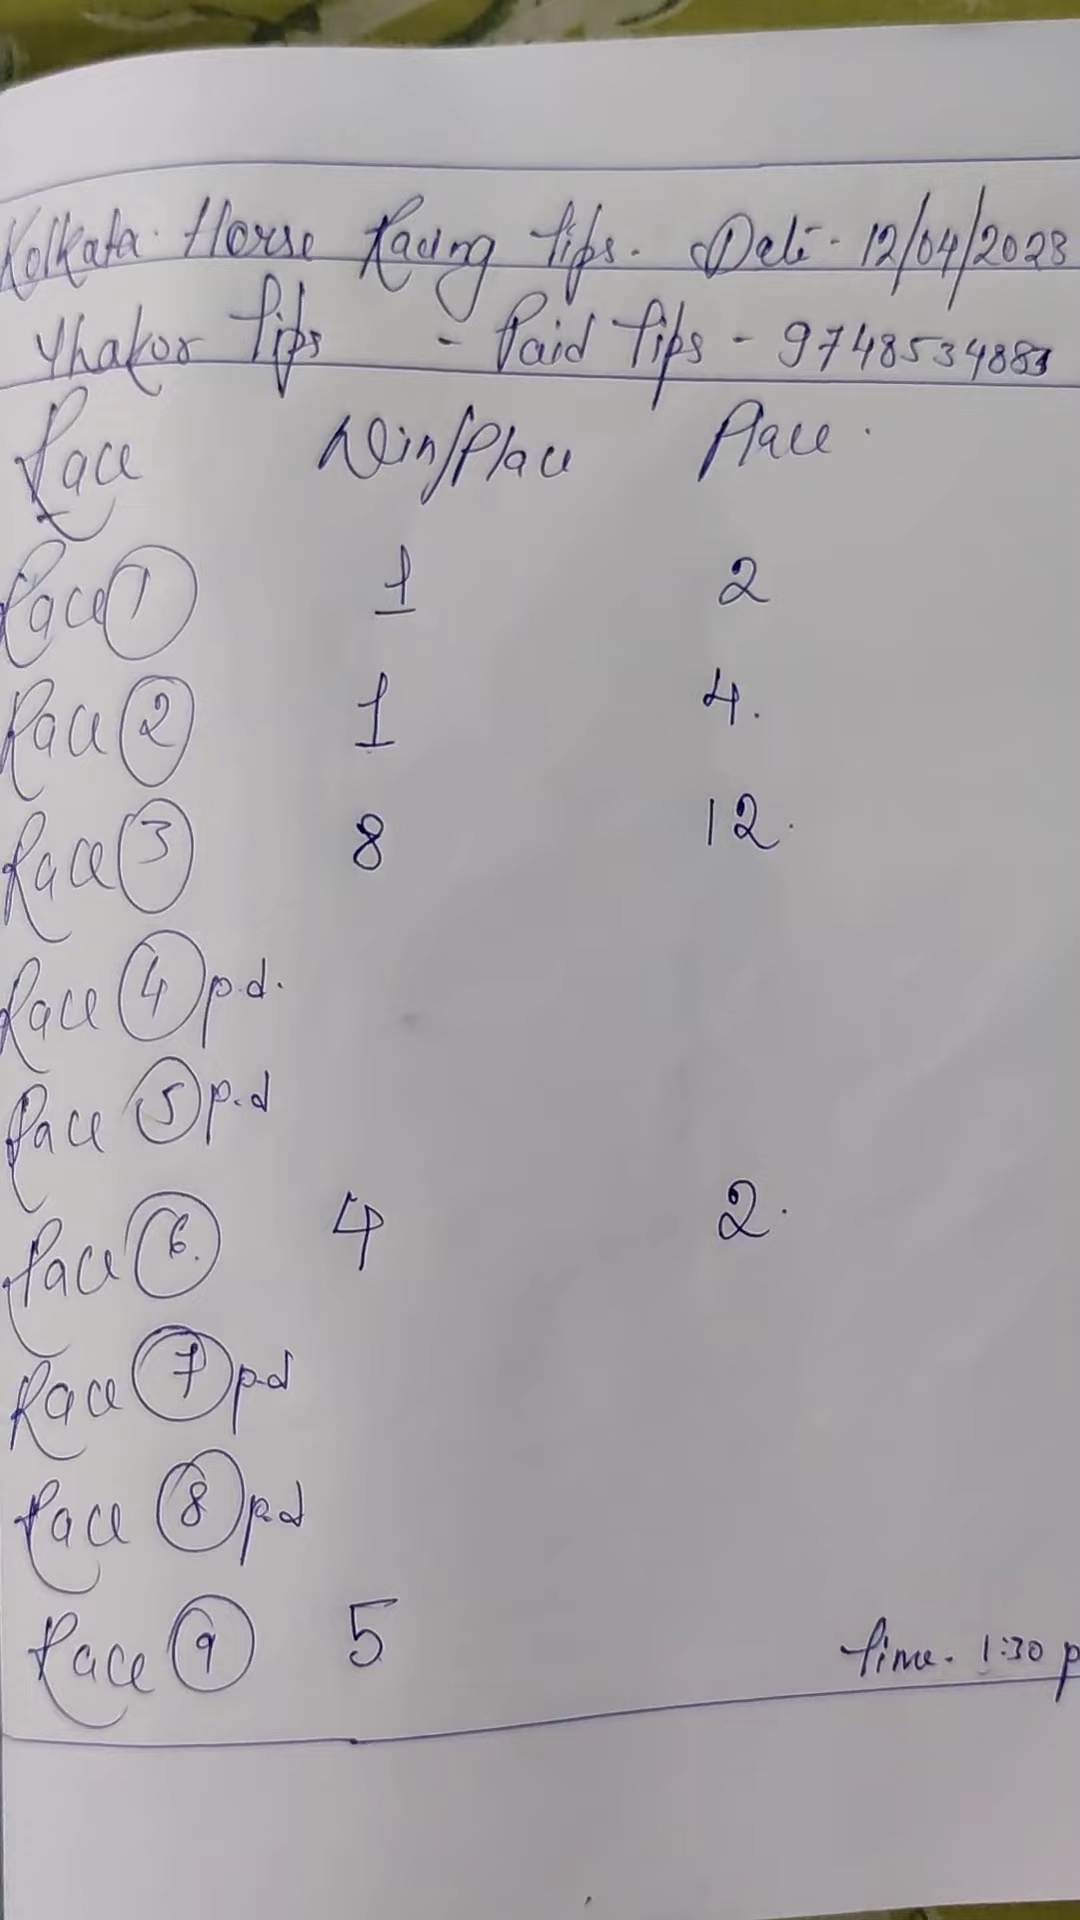 Kolkata Horse Racing Tips. Date - 12/04/2023
Thakor Tips - Paid Tips - 9748534883
Race Win/Place Place
Race 1 1 2
Race 2 1 4.
Race 3 8 12.
Race 4 p.d.
Race 5 p.d
Race 6. 4 2.
Race 7 p.d
Race 8 p.d
Race 9 5
Time. 1:30 p